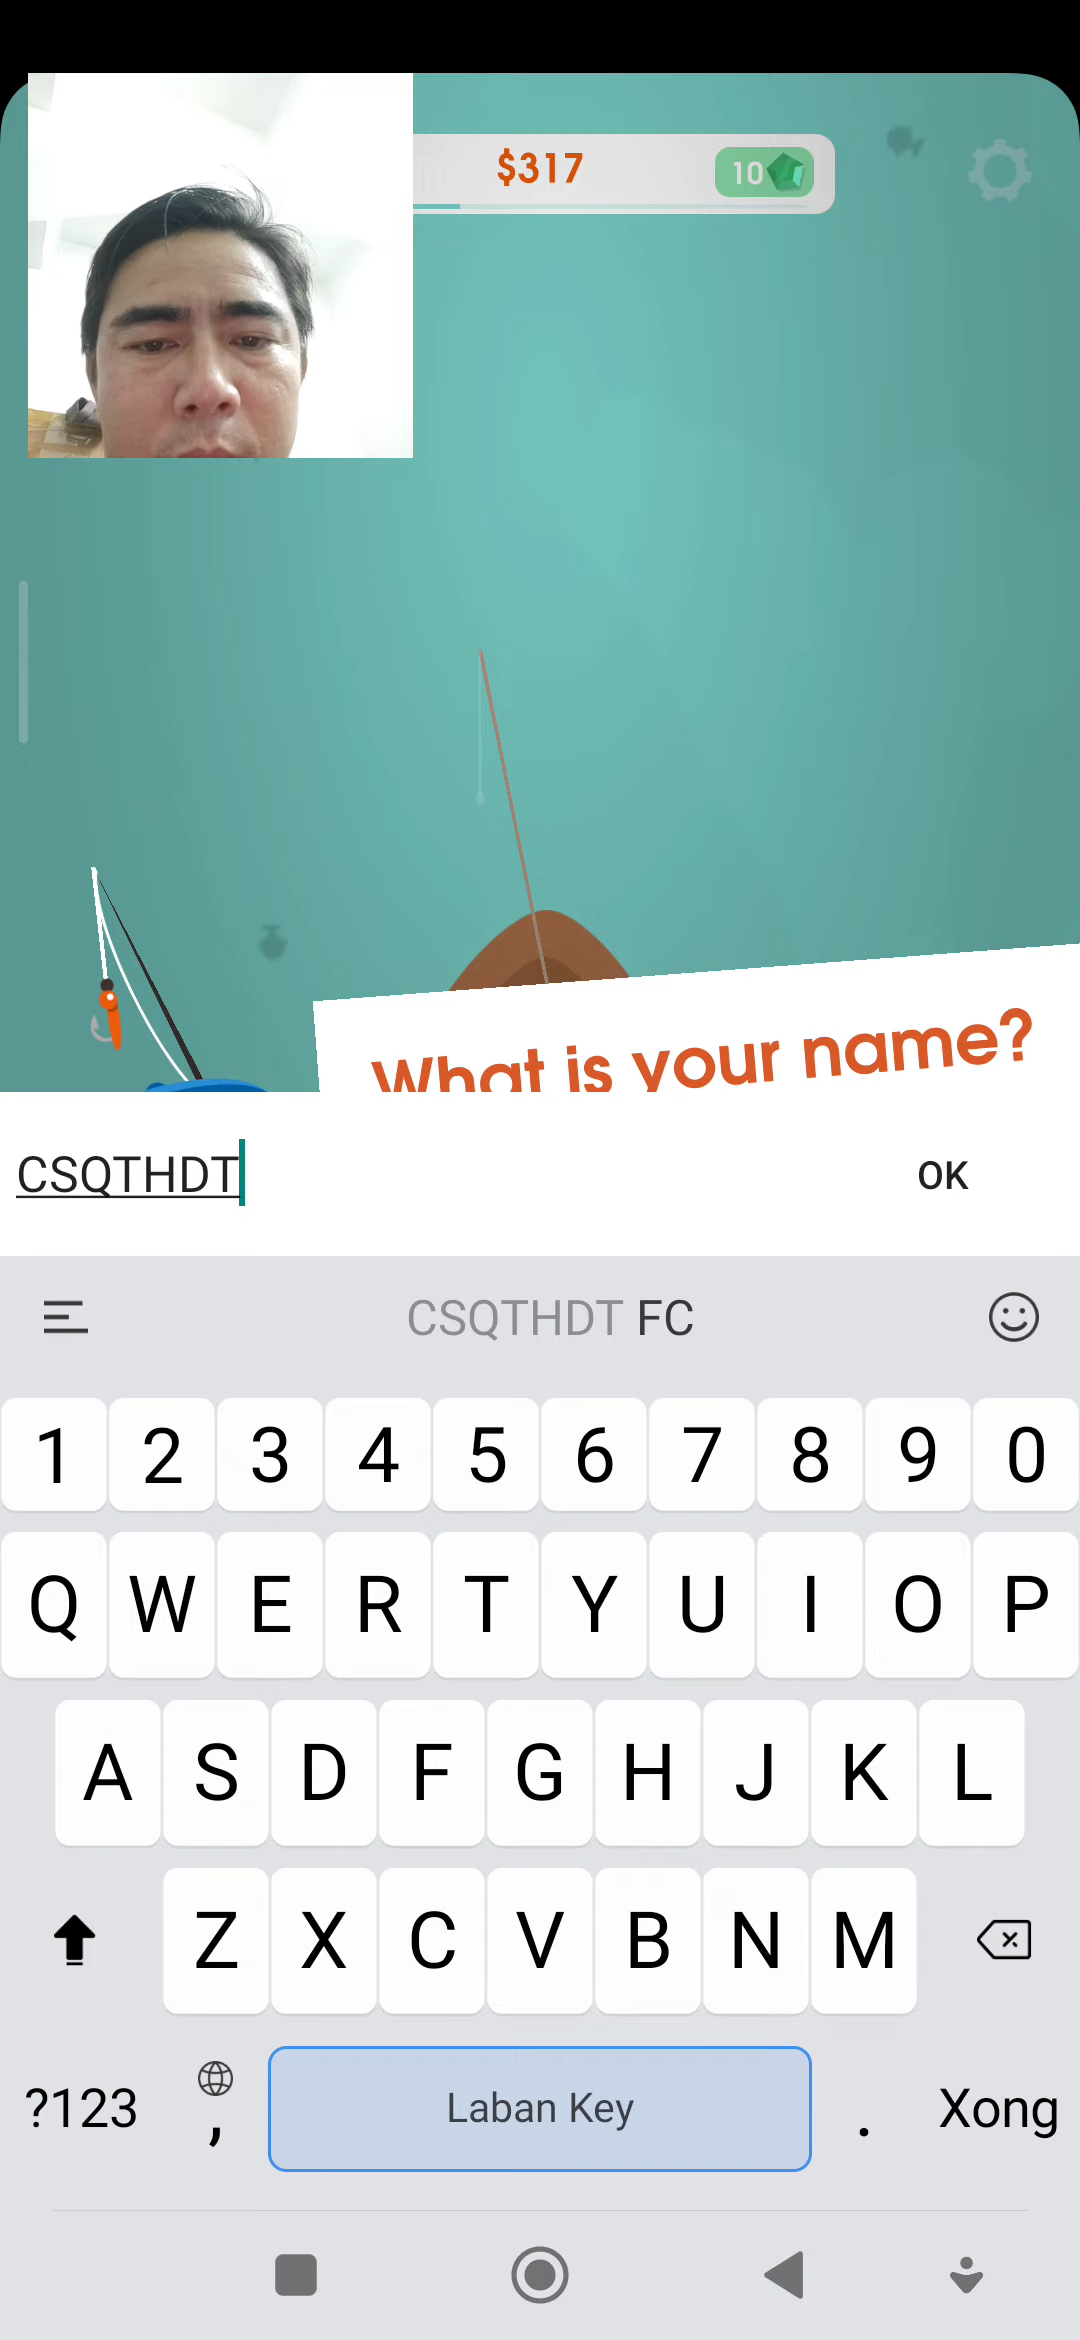 $317
10
What is your name?
CSQTHDT
OK
CSQTHDT FC
1 2 3 4 5 6 7 8 9 0
Q W E R T Y U I O P
A S D F G H J K L
Z X C V B N M
?123 , Laban Key . Xong